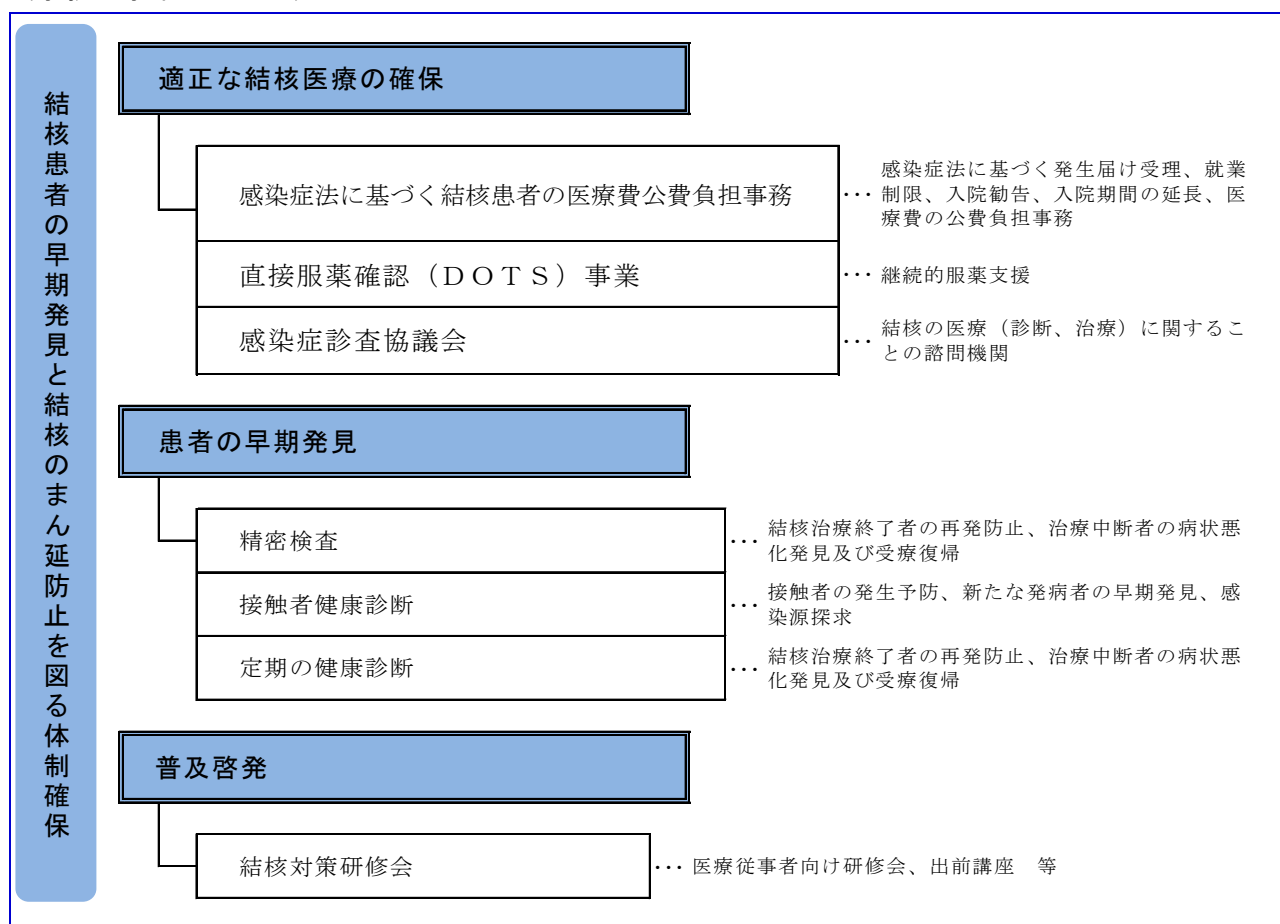 結核患者の早期発見と結核のまん延防止を図る体制確保
適正な結核医療の確保
感染症法に基づく結核患者の医療費公費負担事務
･･･ 感染症法に基づく発生届け受理、就業
制限、入院勧告、入院期間の延長、医
療費の公費負担事務
直接服薬確認（ＤＯＴＳ）事業
･･･ 継続的服薬支援
感染症診査協議会
･･･ 結核の医療（診断、治療）に関するこ
との諮問機関
患者の早期発見
精密検査
･･･ 結核治療終了者の再発防止、治療中断者の病状悪
化発見及び受療復帰
接触者健康診断
･･･ 接触者の発生予防、新たな発病者の早期発見、感
染源探求
定期の健康診断
･･･ 結核治療終了者の再発防止、治療中断者の病状悪
化発見及び受療復帰
普及啓発
結核対策研修会
･･･ 医療従事者向け研修会、出前講座　等